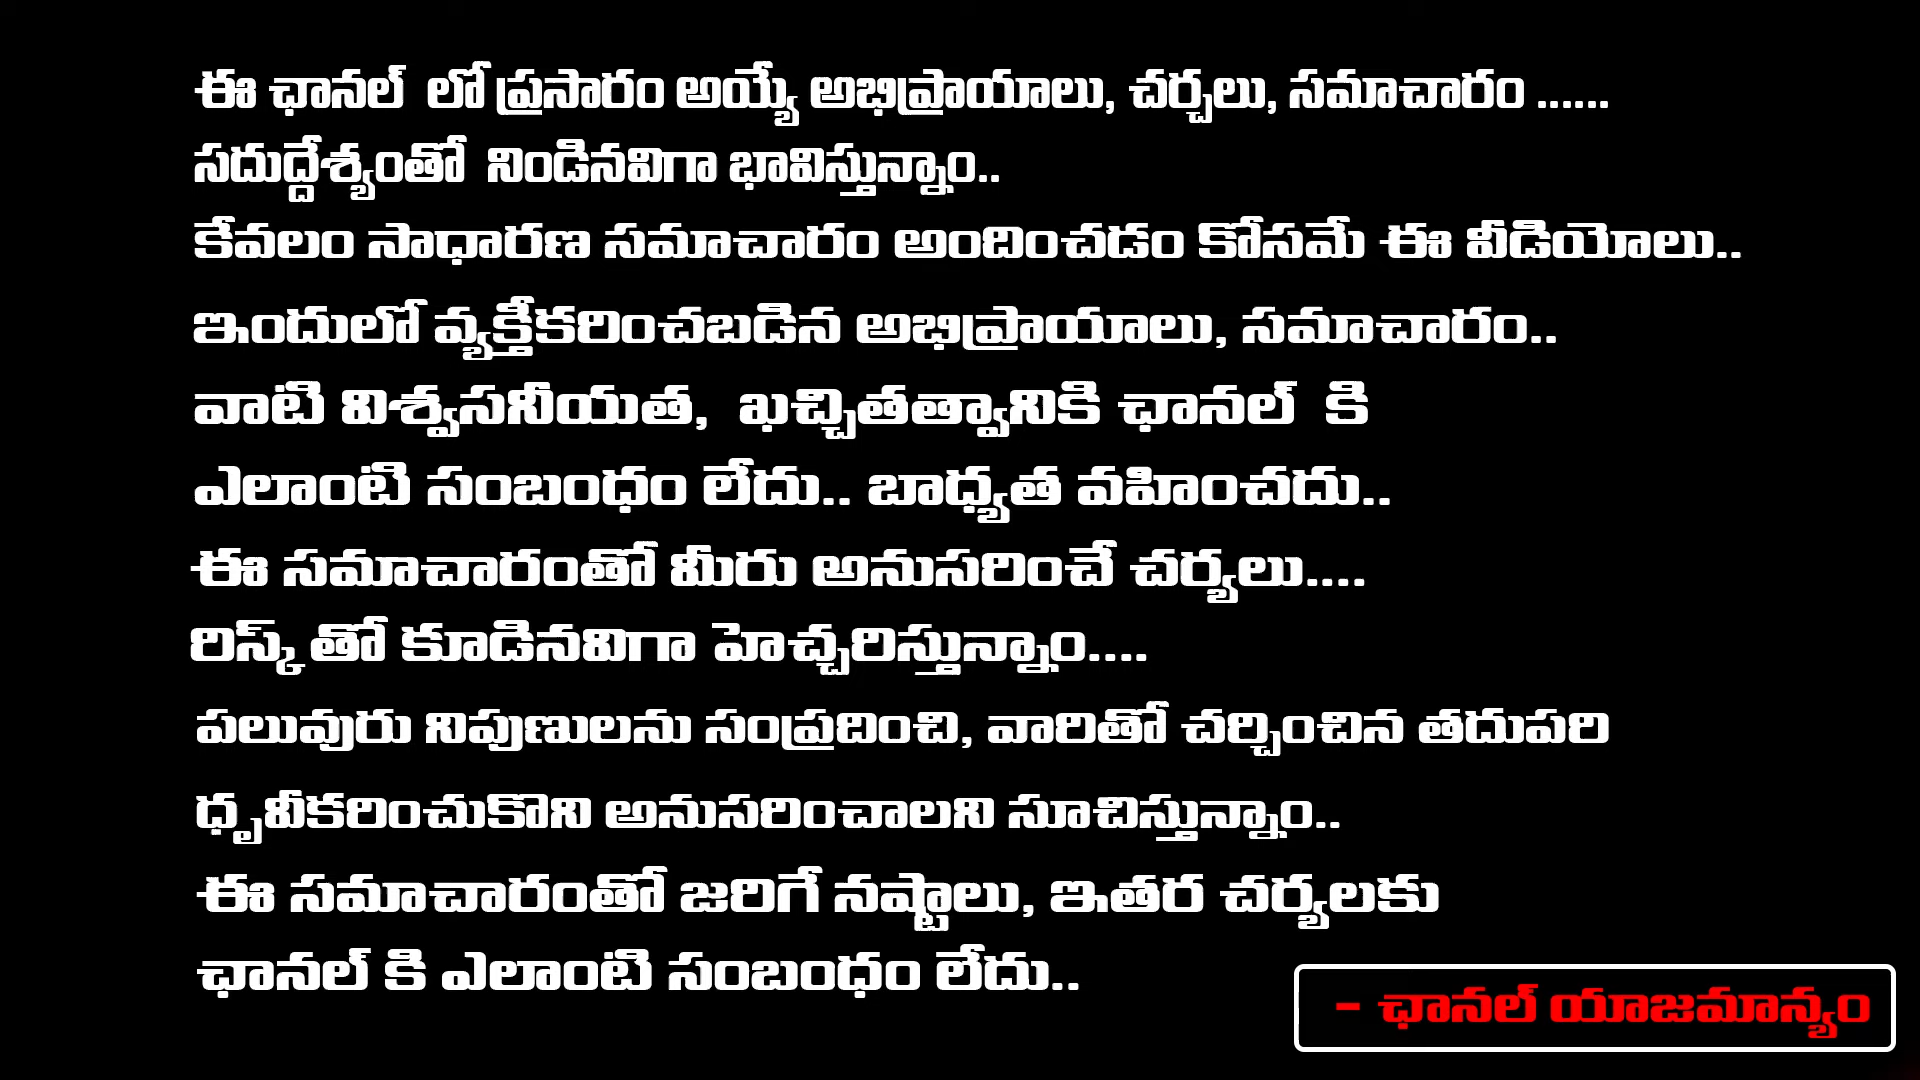 ఈ ఛానల్ లో ప్రసారం అయ్యే అభిప్రాయాలు, చర్చలు, సమాచారం ......
సదుద్దేశ్యంతో నిండినవిగా భావిస్తున్నాం..
కేవలం సాధారణ సమాచారం అందించడం కోసమే ఈ వీడియోలు..
ఇందులో వ్యక్తీకరించబడిన అభిప్రాయాలు, సమాచారం..
వాటి విశ్వసనీయత, ఖచ్చితత్వానికి ఛానల్ కి
ఎలాంటి సంబంధం లేదు.. బాధ్యత వహించదు..
ఈ సమాచారంతో మీరు అనుసరించే చర్యలు....
రిస్క్ తో కూడినవిగా హెచ్చరిస్తున్నాం....
పలువురు నిపుణులను సంప్రదించి, వారితో చర్చించిన తదుపరి
ధృవీకరించుకొని అనుసరించాలని సూచిస్తున్నాం..
ఈ సమాచారంతో జరిగే నష్టాలు, ఇతర చర్యలకు
ఛానల్ కి ఎలాంటి సంబంధం లేదు..
- ఛానల్ యాజమాన్యం